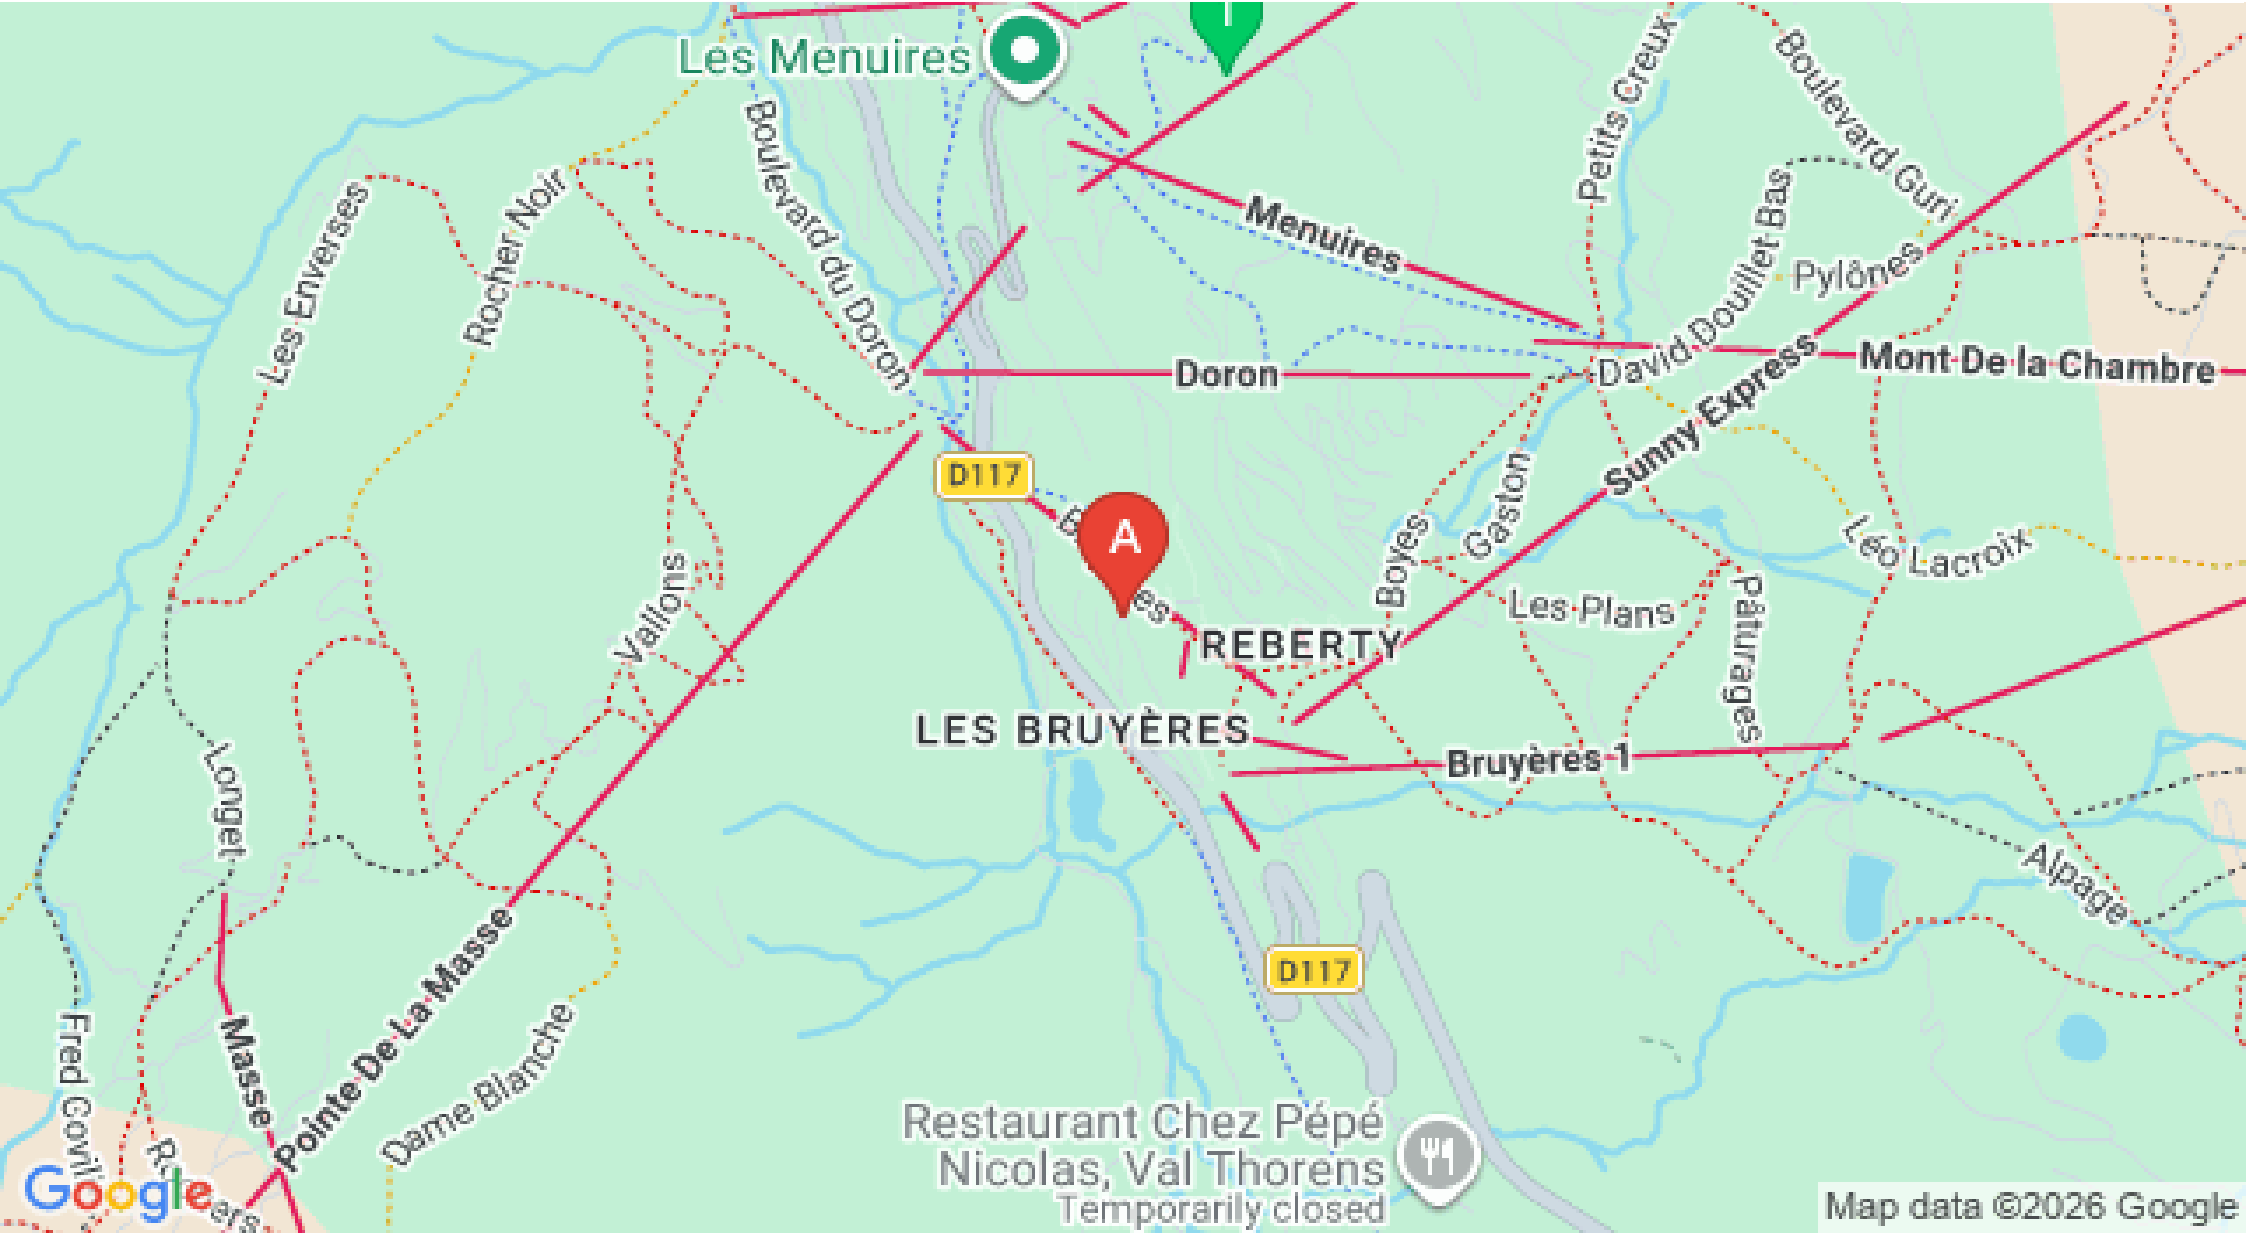 Les Menuires
Petits Creux
Boulevard Guri
Boulevard du Doron
Les Enverses
Rocher Noir
Menuires
David Douillet Bas
Pylônes
Doron
Mont De la Chambre
Sunny Express
D117
A
Gaston
Boyes
Léo Lacroix
Les Plans
Pâturages
Vallons
REBERTY
LES BRUYÈRES
Bruyères 1
Longet
Alpage
D117
Masse
Pointe De La Masse
Dame Blanche
Restaurant Chez Pépé
Nicolas, Val Thorens
Temporarily closed
Google
Map data ©2026 Google